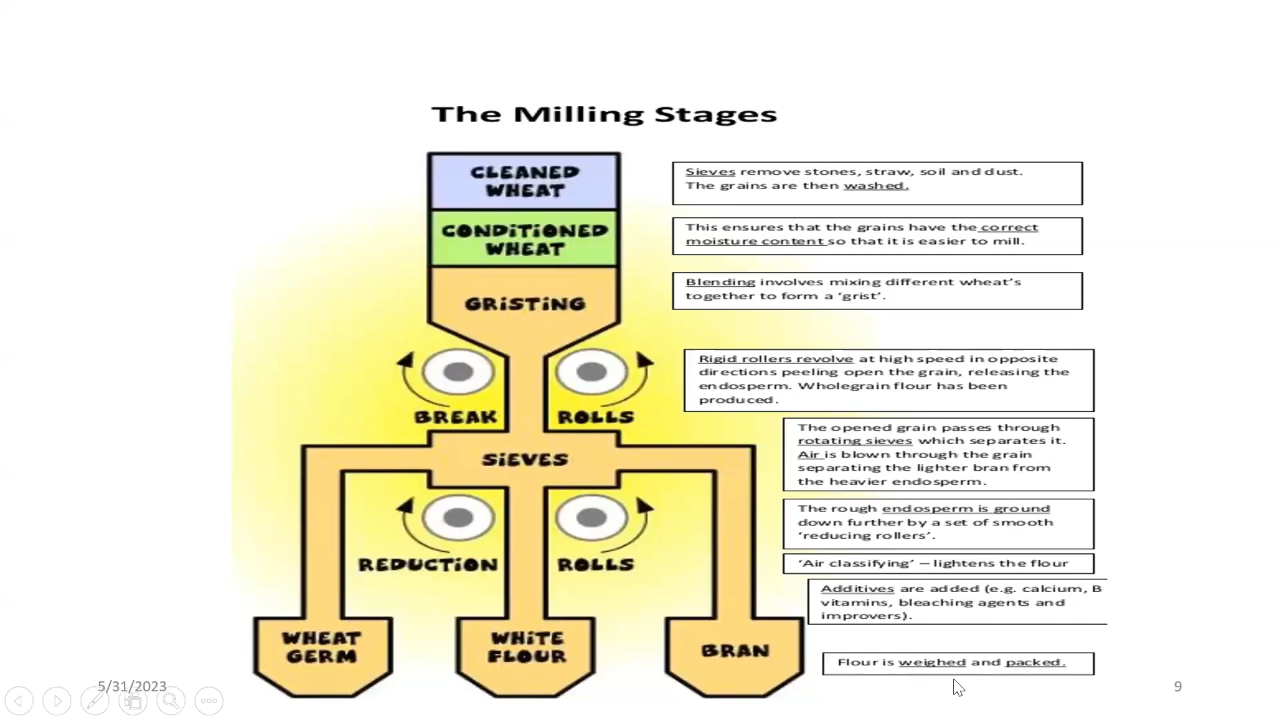 The Milling Stages
CLEANED
WHEAT
Sieves remove stones, straw, soil and dust.
The grains are then washed.
CONDiTiONED
WHEAT
This ensures that the grains have the correct
moisture content so that it is easier to mill.
GRiSTiNG
Blending involves mixing different wheat's
together to form a 'grist'.
BREAK ROLLS
Rigid rollers revolve at high speed in opposite
directions peeling open the grain, releasing the
endosperm. Wholegrain flour has been
produced.
SiEVES
The opened grain passes through
rotating sieves which separates it.
Air is blown through the grain
separating the lighter bran from
the heavier endosperm.
REDUCTiON ROLLS
The rough endosperm is ground
down further by a set of smooth
'reducing rollers'.
'Air classifying' – lightens the flour
Additives are added (e.g. calcium, B
vitamins, bleaching agents and
improvers).
WHEAT
GERM
WHiTE
FLOUR
BRAN
Flour is weighed and packed.
5/31/2023
9